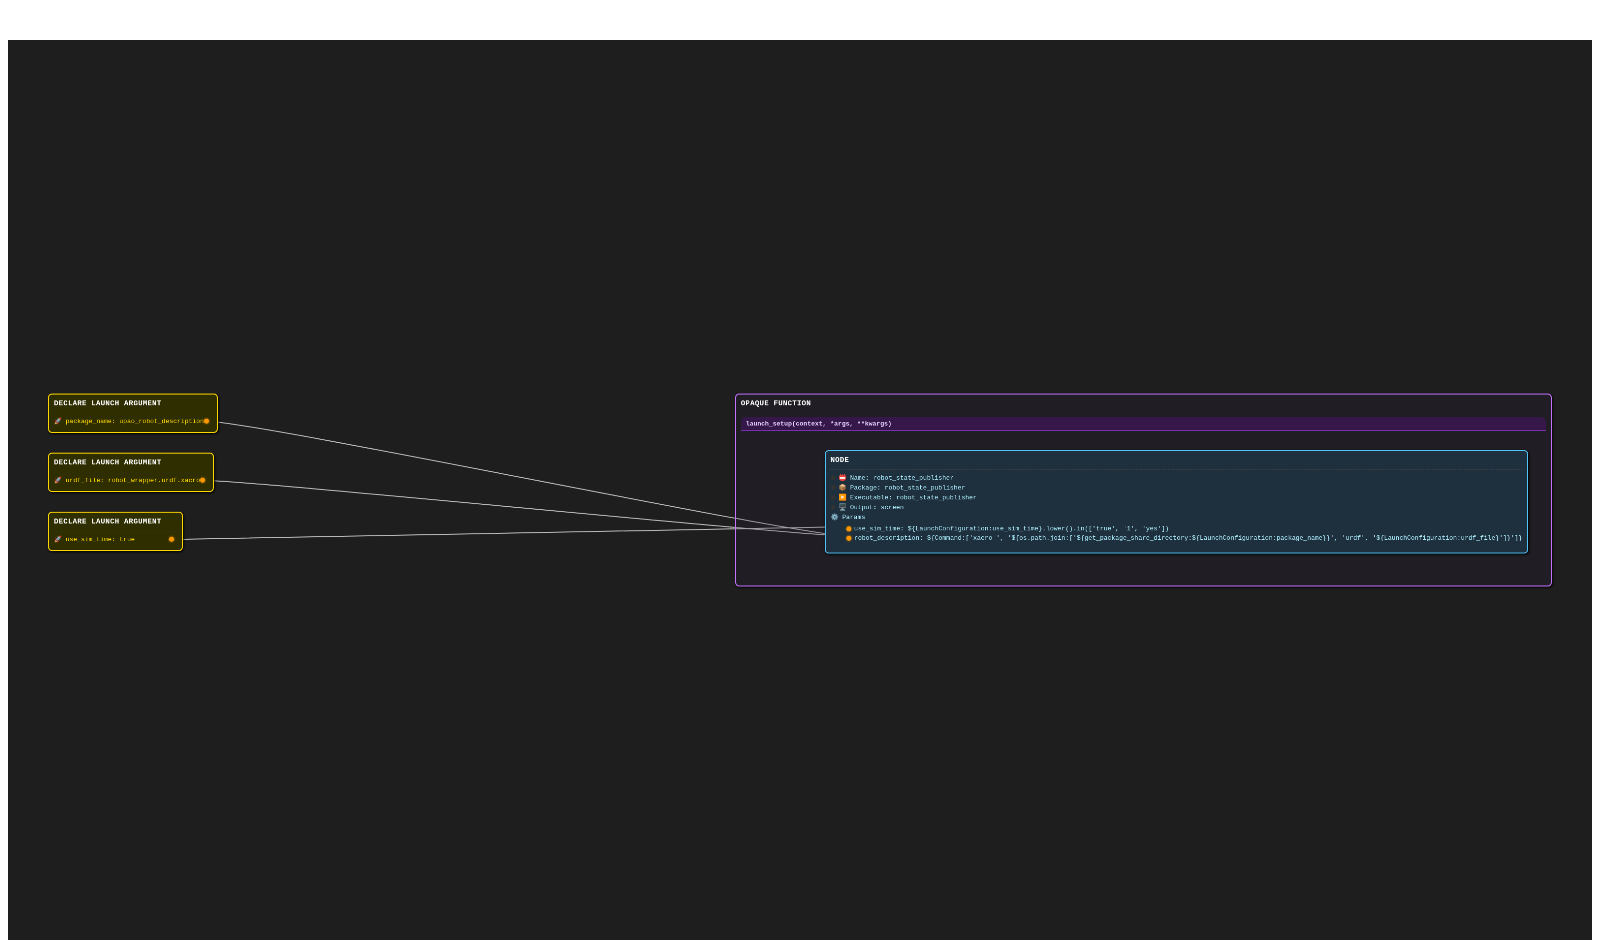 DECLARE LAUNCH ARGUMENT
package_name: upao_robot_description
DECLARE LAUNCH ARGUMENT
urdf_file: robot_wrapper.urdf.xacro
DECLARE LAUNCH ARGUMENT
use_sim_time: true
OPAQUE FUNCTION
launch_setup(context, *args, **kwargs)
NODE
Name: robot_state_publisher
Package: robot_state_publisher
Executable: robot_state_publisher
Output: screen
Params
use_sim_time: ${LaunchConfiguration:use_sim_time}.lower().in(['true', '1', 'yes'])
robot_description: ${Command:['xacro ', '${os.path.join:['${get_package_share_directory:${LaunchConfiguration:package_name}}', 'urdf', '${LaunchConfiguration:urdf_file}']}']}